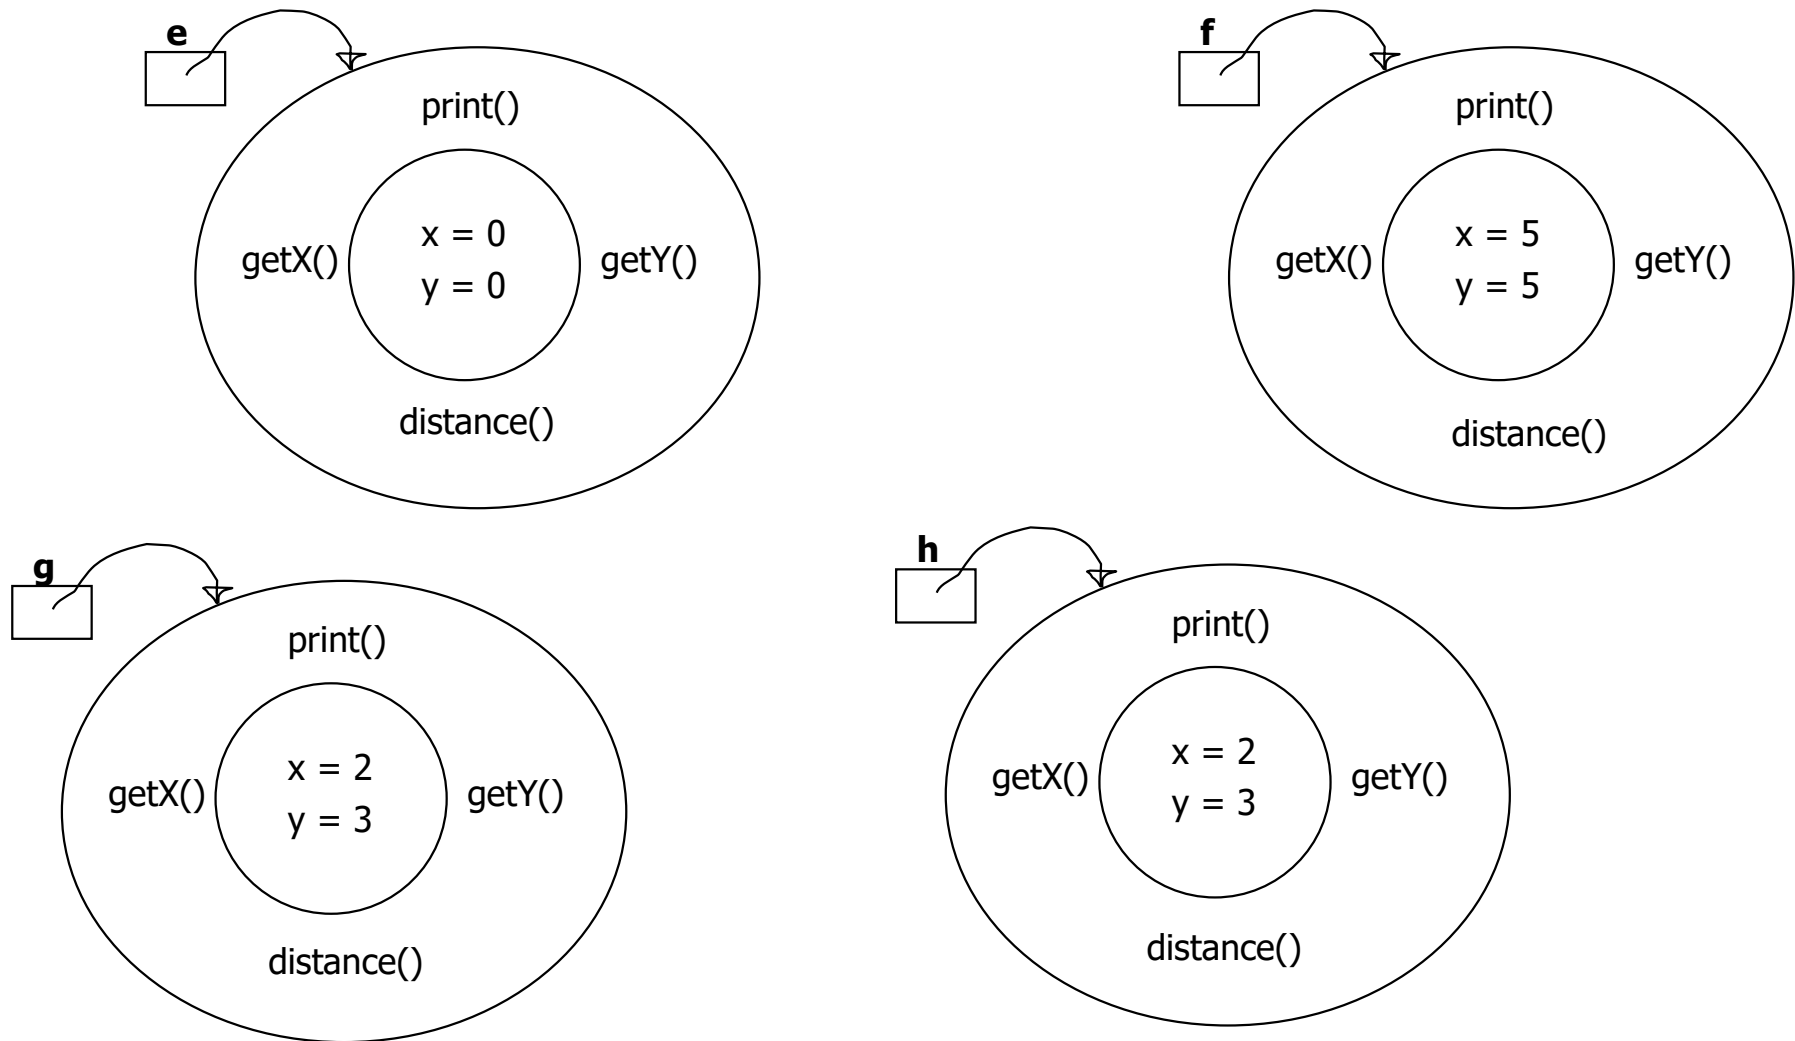 e
print()
getX()
x = 0
y = 0
getY()
distance()
f
print()
getX()
x = 5
y = 5
getY()
distance()
g
print()
getX()
x = 2
y = 3
getY()
distance()
h
print()
getX()
x = 2
y = 3
getY()
distance()